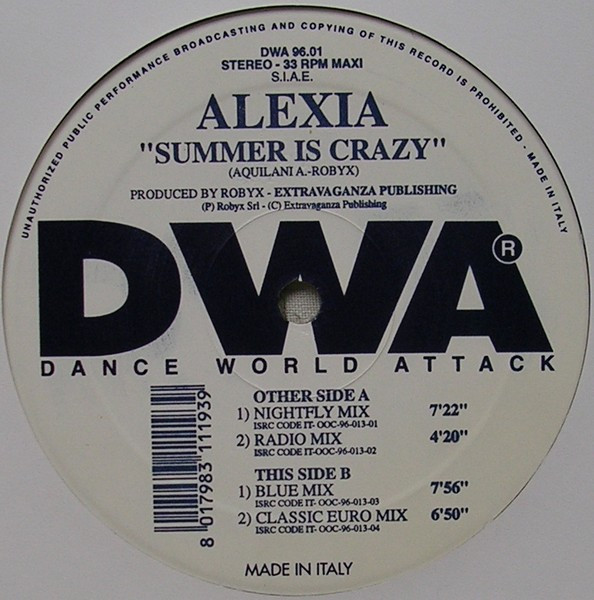 UNAUTHORIZED PUBLIC PERFORMANCE BROADCASTING AND COPYING OF THIS RECORD IS PROHIBITED - MADE IN ITALY
DWA 96.01
STEREO - 33 RPM MAXI
S.I.A.E.
ALEXIA
"SUMMER IS CRAZY"
(AQUILANI A.-ROBYX)
PRODUCED BY ROBYX - EXTRAVAGANZA PUBLISHING
(P) Robyx Srl - (C) Extravaganza Publishing
DWA ®
DANCE WORLD ATTACK
OTHER SIDE A
1) NIGHTFLY MIX 7'22"
ISRC CODE IT- OOC-96-013-01
2) RADIO MIX 4'20"
ISRC CODE IT-OOC-96-013-02
THIS SIDE B
1) BLUE MIX 7'56"
ISRC CODE IT- OOC-96-013-03
2) CLASSIC EURO MIX 6'50"
ISRC CODE IT- OOC-96-013-04
8 017983 111939
MADE IN ITALY